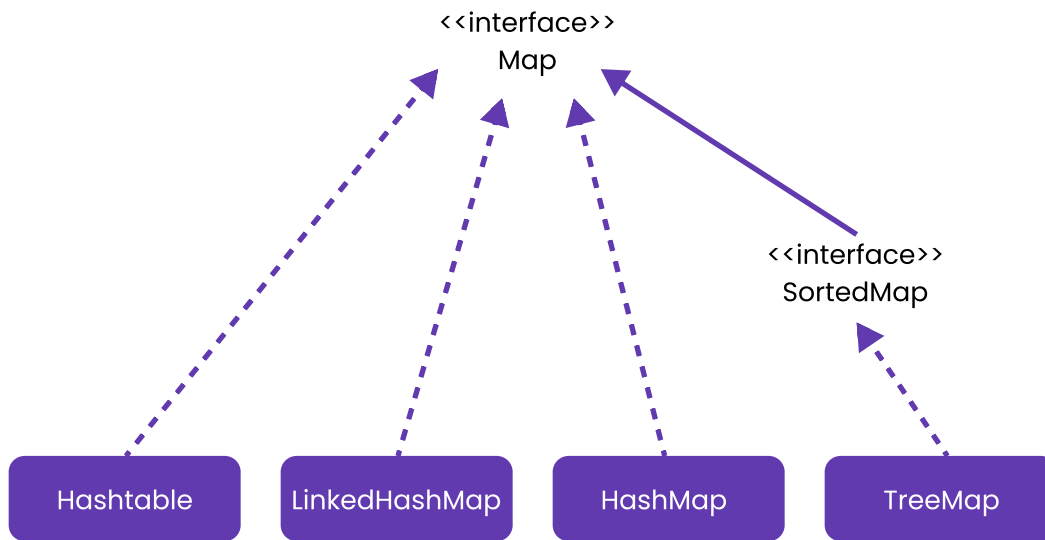 <<interface>>
Map
<<interface>>
SortedMap
Hashtable
LinkedHashMap
HashMap
TreeMap